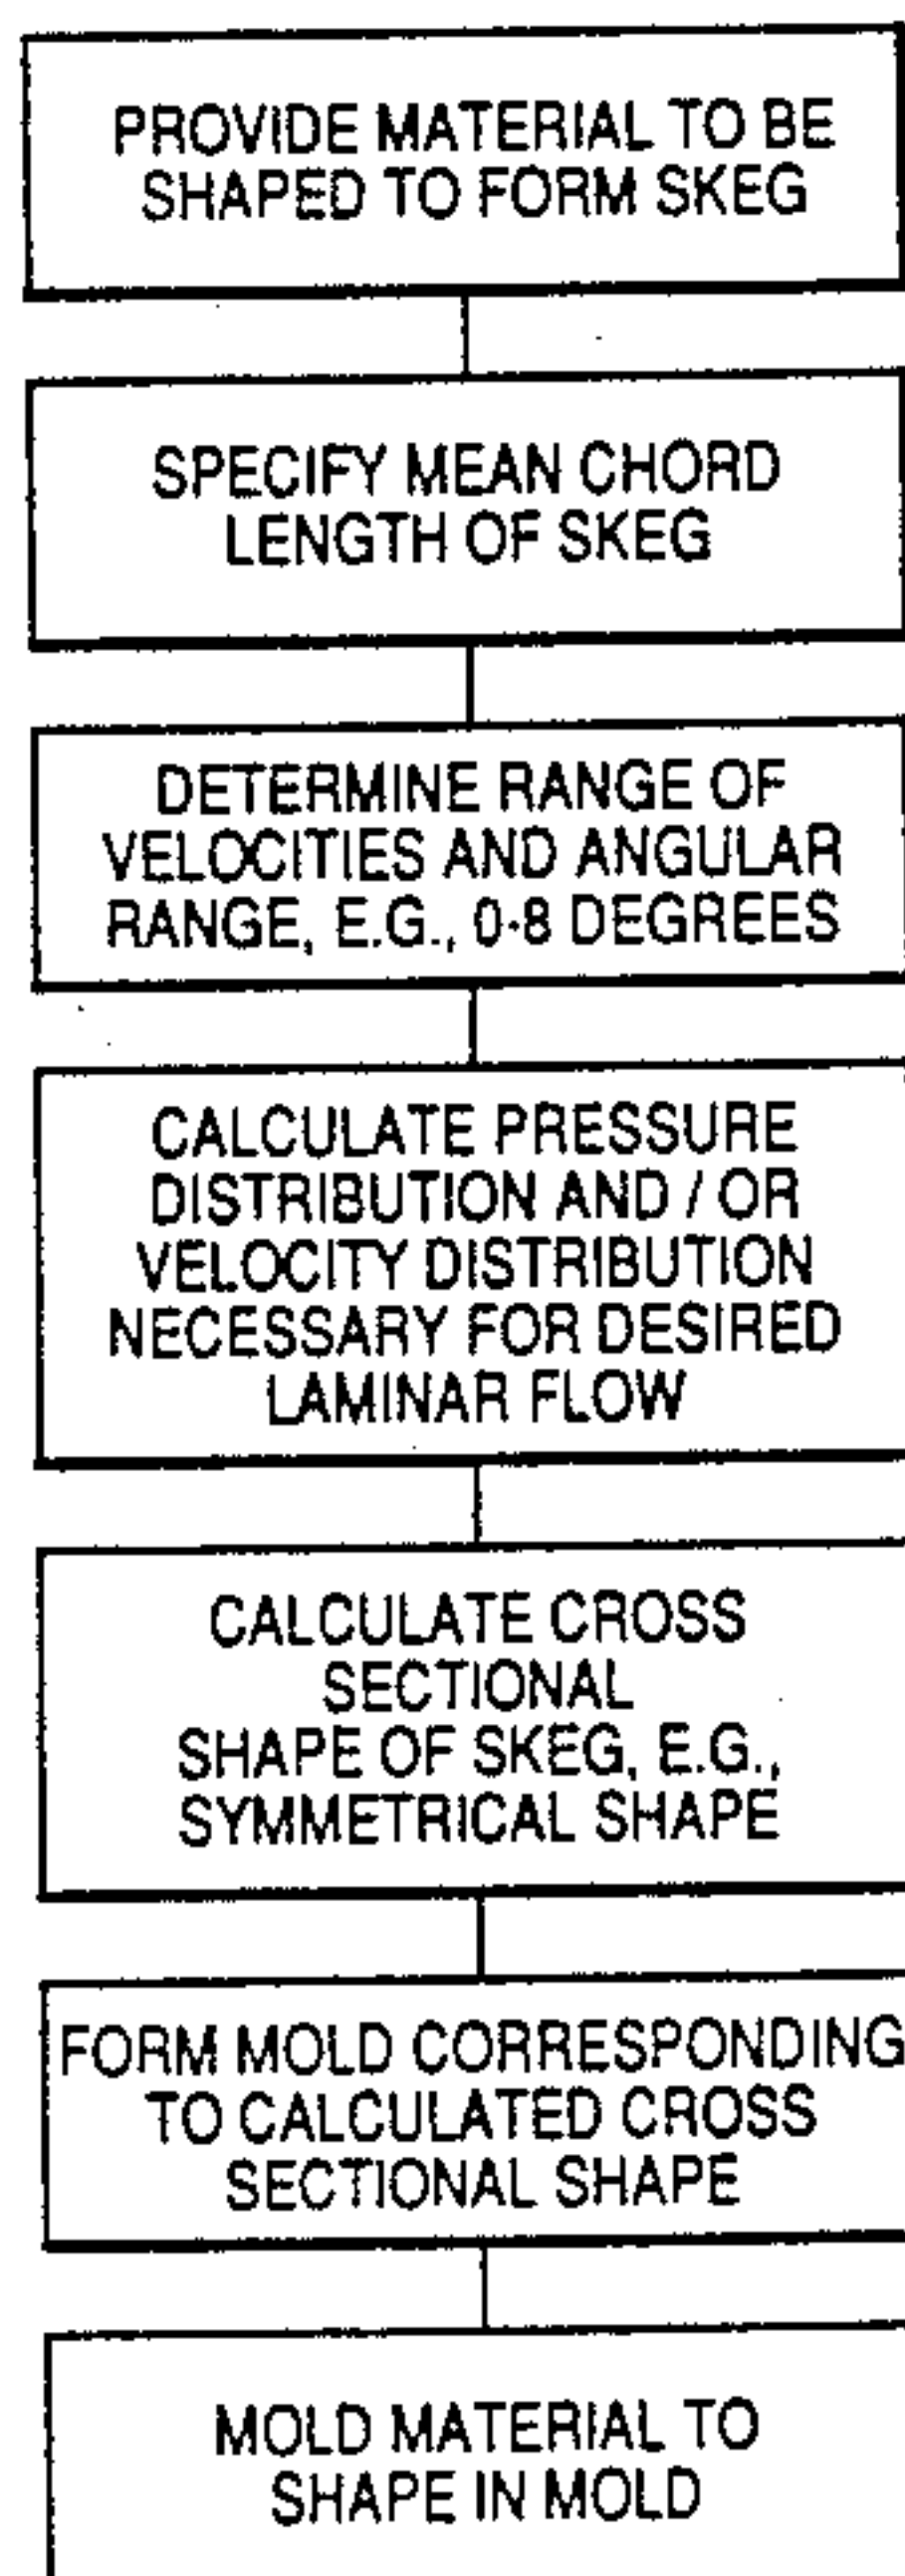 PROVIDE MATERIAL TO BE
SHAPED TO FORM SKEG
SPECIFY MEAN CHORD
LENGTH OF SKEG
DETERMINE RANGE OF
VELOCITIES AND ANGULAR
RANGE, E.G., 0-8 DEGREES
CALCULATE PRESSURE
DISTRIBUTION AND / OR
VELOCITY DISTRIBUTION
NECESSARY FOR DESIRED
LAMINAR FLOW
CALCULATE CROSS
SECTIONAL
SHAPE OF SKEG, E.G.,
SYMMETRICAL SHAPE
FORM MOLD CORRESPONDING
TO CALCULATED CROSS
SECTIONAL SHAPE
MOLD MATERIAL TO
SHAPE IN MOLD